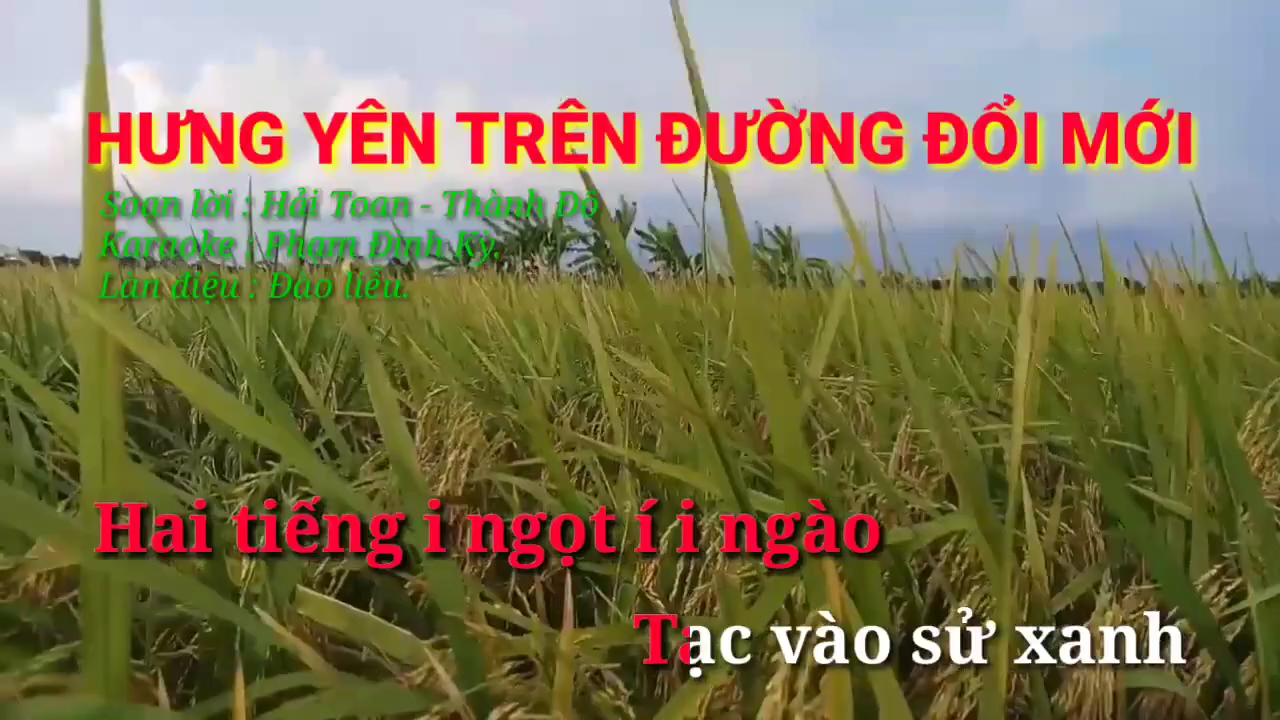 HƯNG YÊN TRÊN ĐƯỜNG ĐỔI MỚI
Soạn lời : Hải Toan - Thành Độ
Karaoke : Phạm Đình Kỳ.
Làn điệu : Đào liễu.
Hai tiếng i ngọt í i ngào
Tạc vào sử xanh